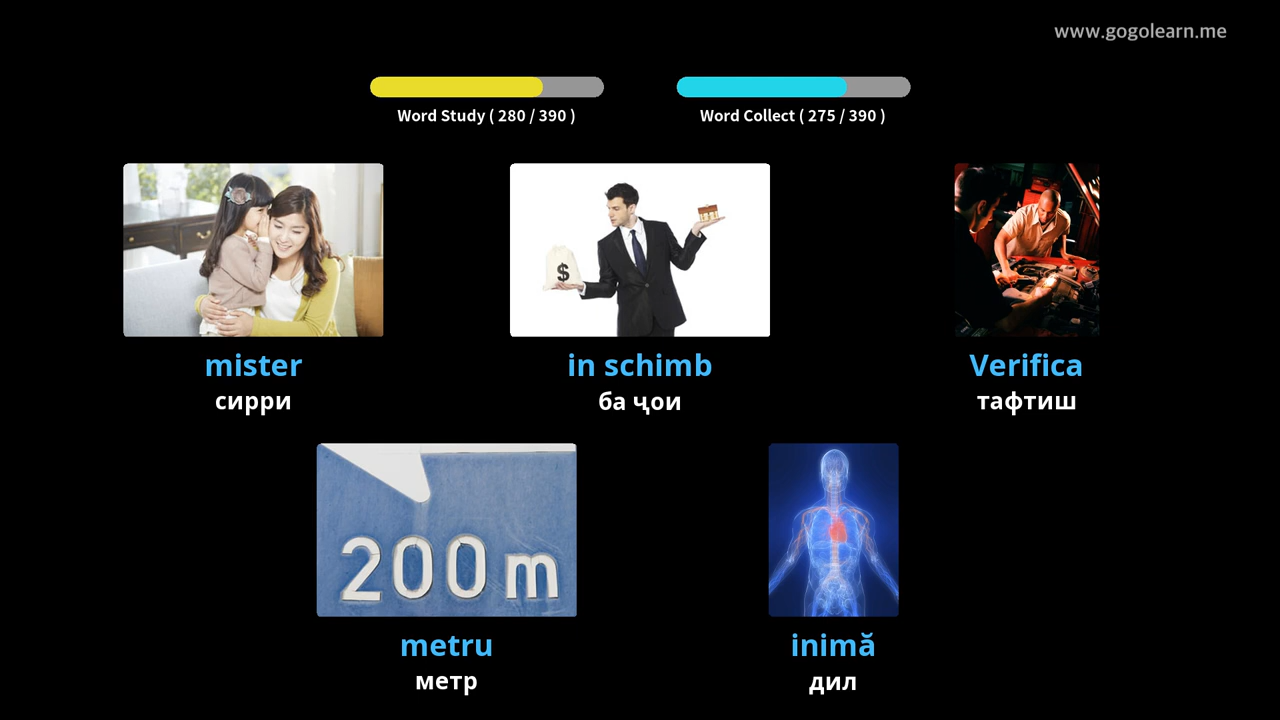 www.gogolearn.me
Word Study ( 280 / 390 )
Word Collect ( 275 / 390 )
$
mister
сирри
in schimb
ба ҷои
Verifica
тафтиш
200 m
metru
метр
inimă
дил